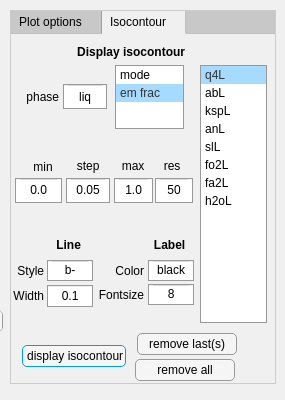 Plot options Isocontour
Display isocontour
phase liq
mode
em frac
q4L
abL
kspL
anL
slL
fo2L
fa2L
h2oL
min step max res
0.0 0.05 1.0 50
Line Label
Style b- Color black
Width 0.1 Fontsize 8
display isocontour
remove last(s)
remove all